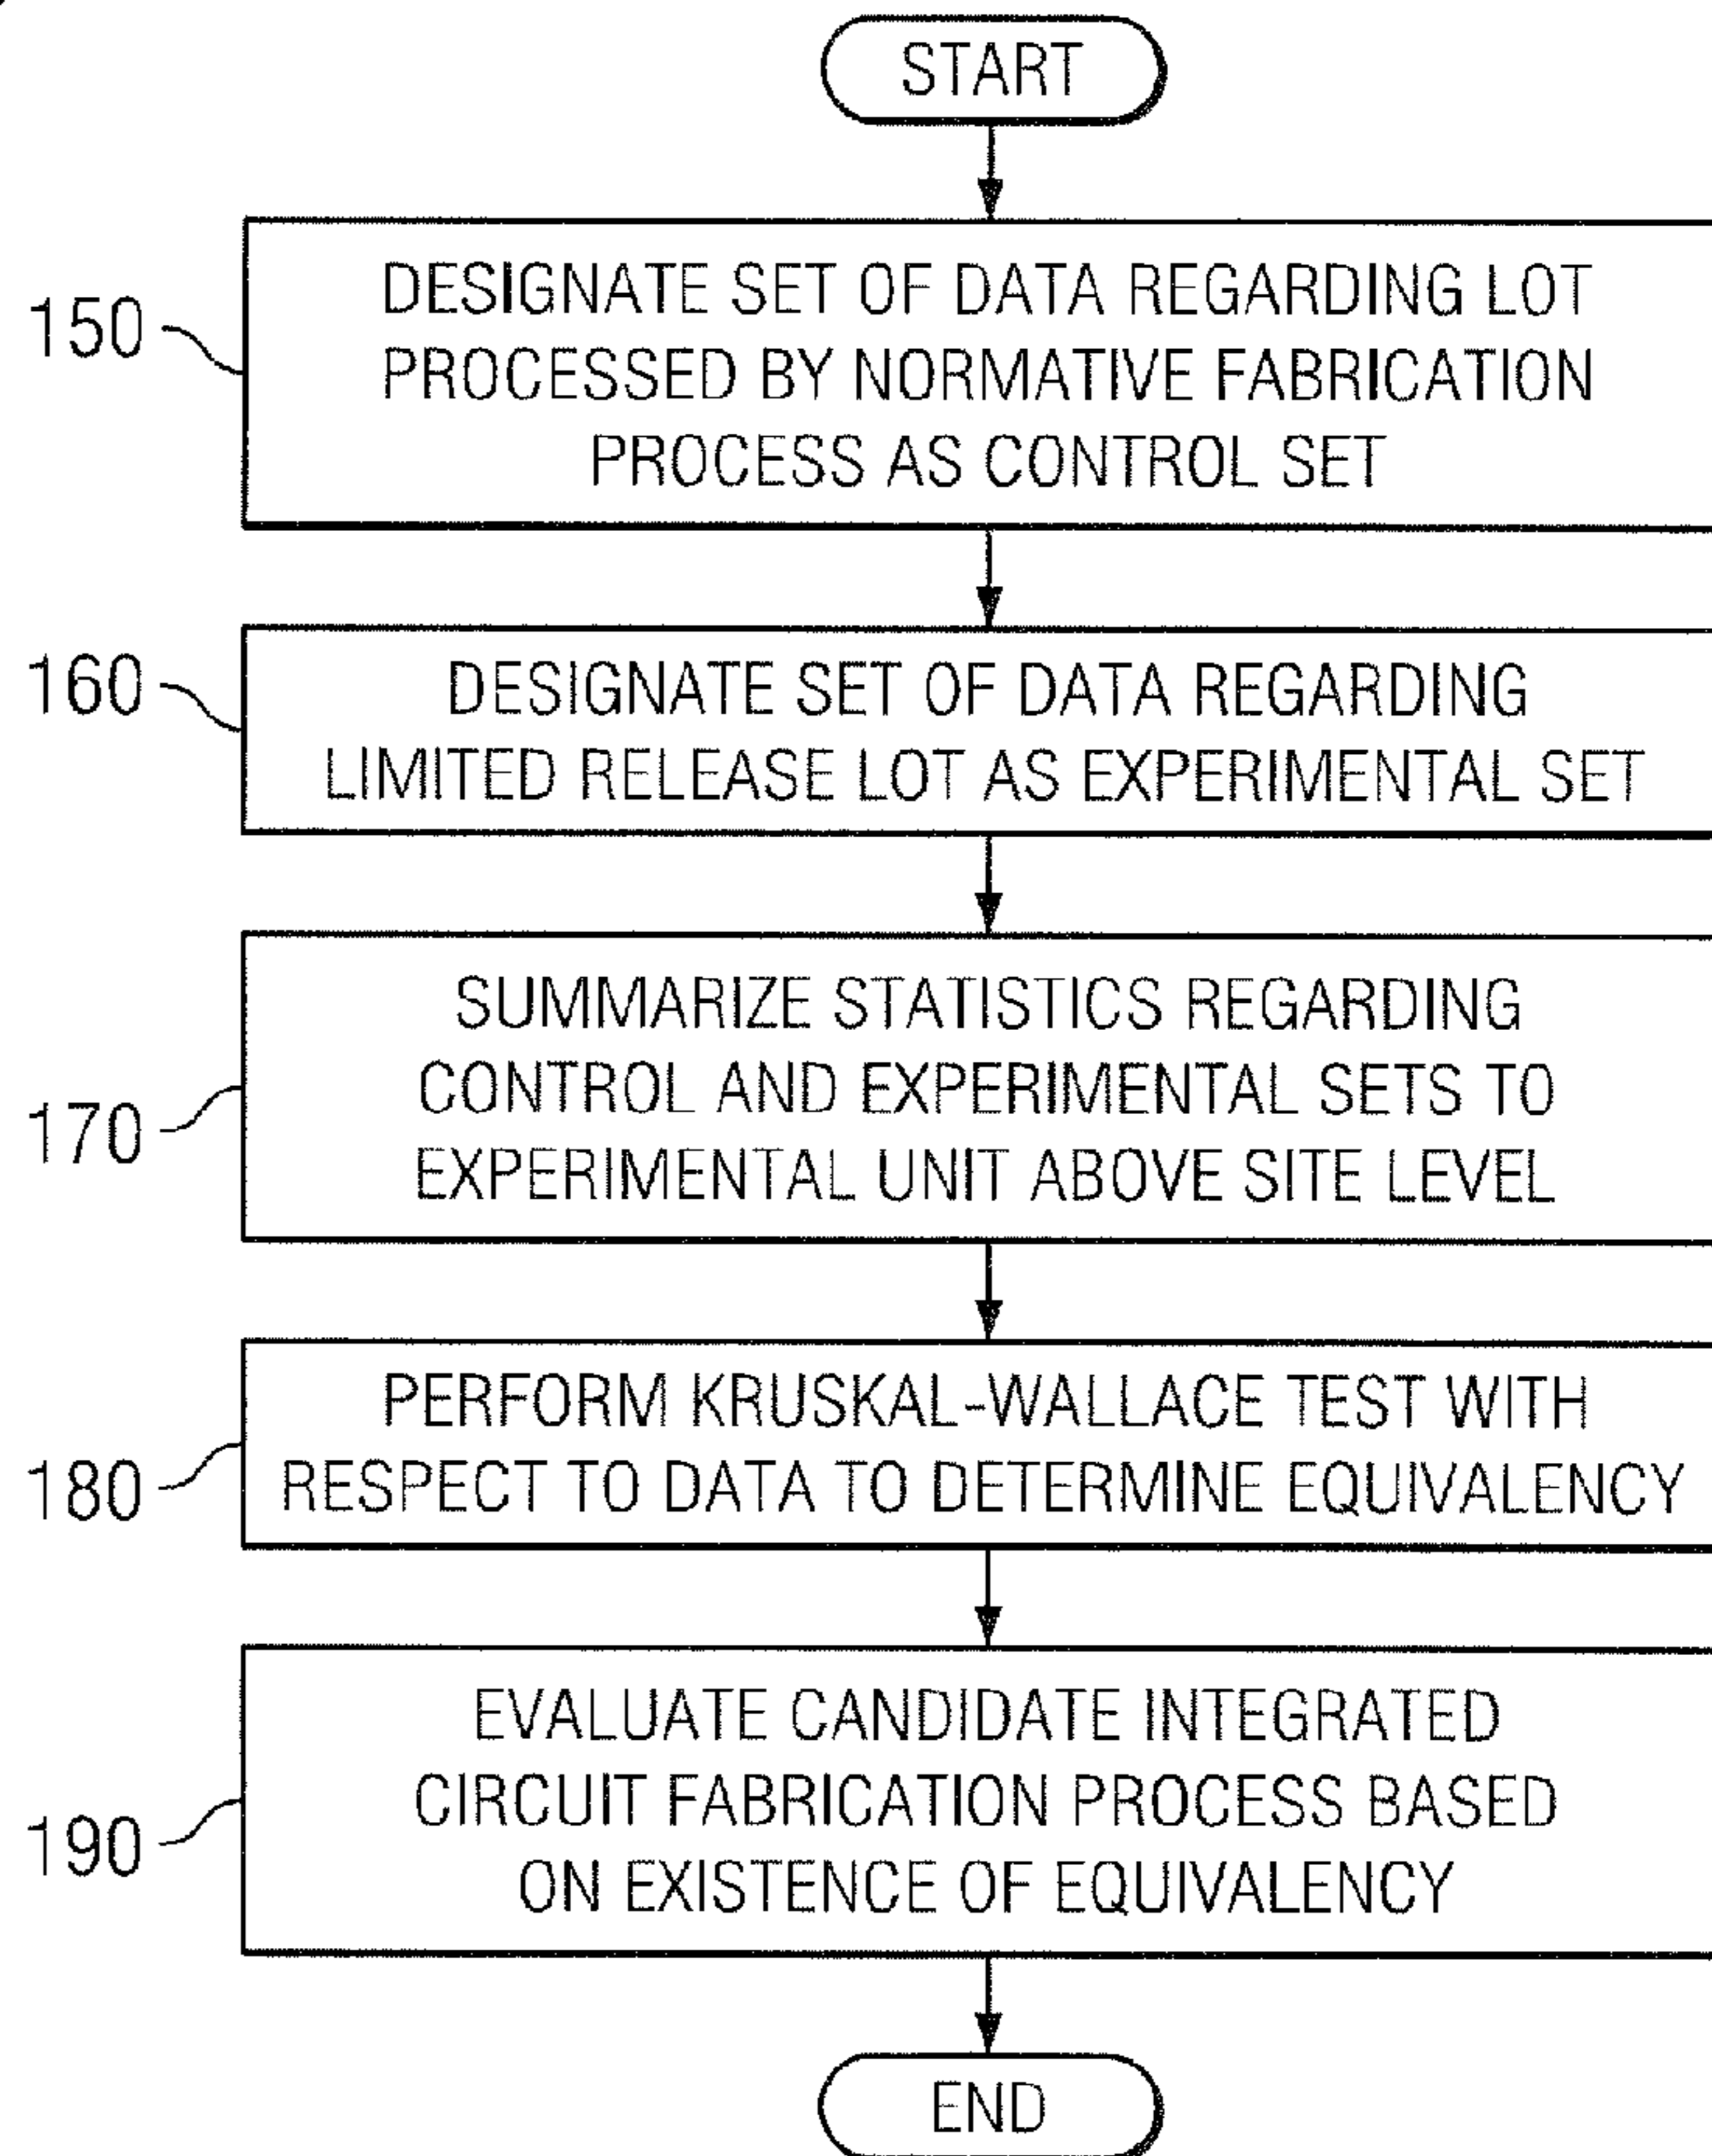 START
150
DESIGNATE SET OF DATA REGARDING LOT
PROCESSED BY NORMATIVE FABRICATION
PROCESS AS CONTROL SET
160
DESIGNATE SET OF DATA REGARDING
LIMITED RELEASE LOT AS EXPERIMENTAL SET
170
SUMMARIZE STATISTICS REGARDING
CONTROL AND EXPERIMENTAL SETS TO
EXPERIMENTAL UNIT ABOVE SITE LEVEL
180
PERFORM KRUSKAL-WALLACE TEST WITH
RESPECT TO DATA TO DETERMINE EQUIVALENCY
190
EVALUATE CANDIDATE INTEGRATED
CIRCUIT FABRICATION PROCESS BASED
ON EXISTENCE OF EQUIVALENCY
END